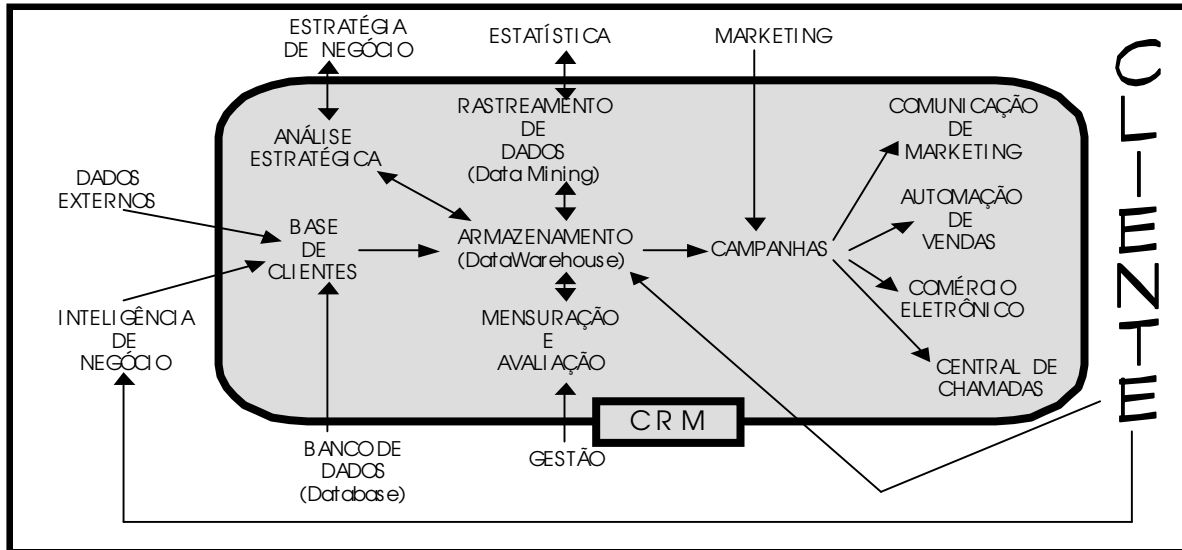 ESTRATÉGIA
DE NEGÓCIO
ESTATÍSTICA
MARKETING
RASTREAMENTO
DE
DADOS
(Data Mining)
COMUNICAÇÃO
DE
MARKETING
ANÁLISE
ESTRATÉGICA
DADOS
EXTERNOS
AUTOMAÇÃO
DE
VENDAS
BASE
DE
CLIENTES
ARMAZENAMENTO
(DataWarehouse)
CAMPANHAS
COMÉRCIO
ELETRÔNICO
INTELIGÊNCIA
DE
NEGÓCIO
MENSURAÇÃO
E
AVALIAÇÃO
CENTRAL DE
CHAMADAS
CRM
BANCO DE
DADOS
(Database)
GESTÃO
CLIENTE